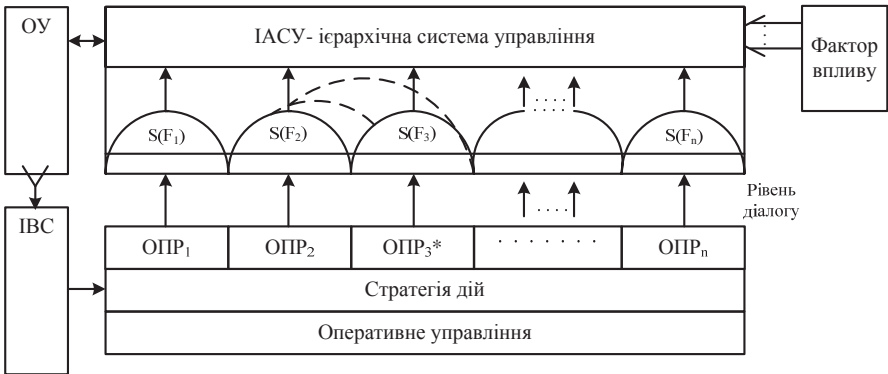 ОУ
ІАСУ- ієрархічна система управління
Фактор
впливу
S(F₁)
S(F₂)
S(F₃)
S(Fₙ)
Рівень
діалогу
ІВС
ОПР₁
ОПР₂
ОПР₃*
ОПРₙ
Стратегія дій
Оперативне управління